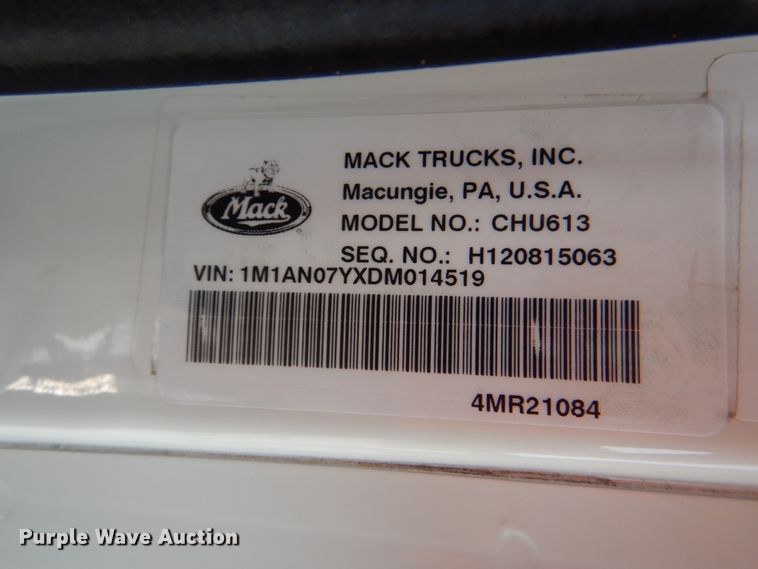 MACK TRUCKS, INC.
Macungie, PA, U.S.A.
Mack
MODEL NO.: CHU613
SEQ. NO.: H120815063
VIN: 1M1AN07YXDM014519
4MR21084
Purple Wave Auction